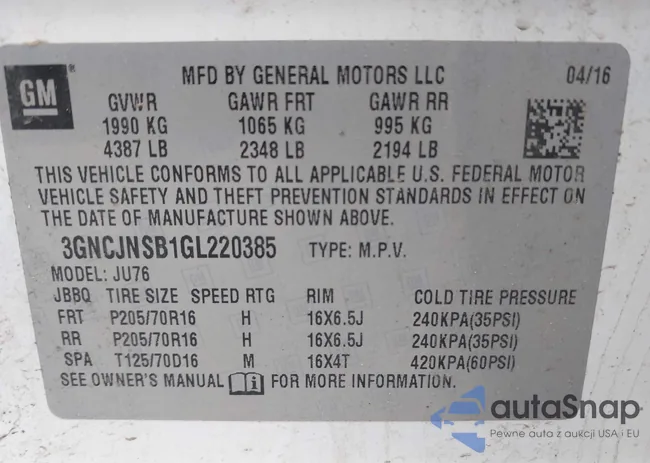 GM®
MFD BY GENERAL MOTORS LLC 04/16
GVWR GAWR FRT GAWR RR
1990 KG 1065 KG 995 KG
4387 LB 2348 LB 2194 LB
THIS VEHICLE CONFORMS TO ALL APPLICABLE U.S. FEDERAL MOTOR
VEHICLE SAFETY AND THEFT PREVENTION STANDARDS IN EFFECT ON
THE DATE OF MANUFACTURE SHOWN ABOVE.
3GNCJNSB1GL220385 TYPE: M.P.V.
MODEL: JU76
JBBQ TIRE SIZE SPEED RTG RIM COLD TIRE PRESSURE
FRT P205/70R16 H 16X6.5J 240KPA(35PSI)
RR P205/70R16 H 16X6.5J 240KPA(35PSI)
SPA T125/70D16 M 16X4T 420KPA(60PSI)
SEE OWNER'S MANUAL FOR MORE INFORMATION.
autaSnap
Pewne auta z aukcji USA i EU